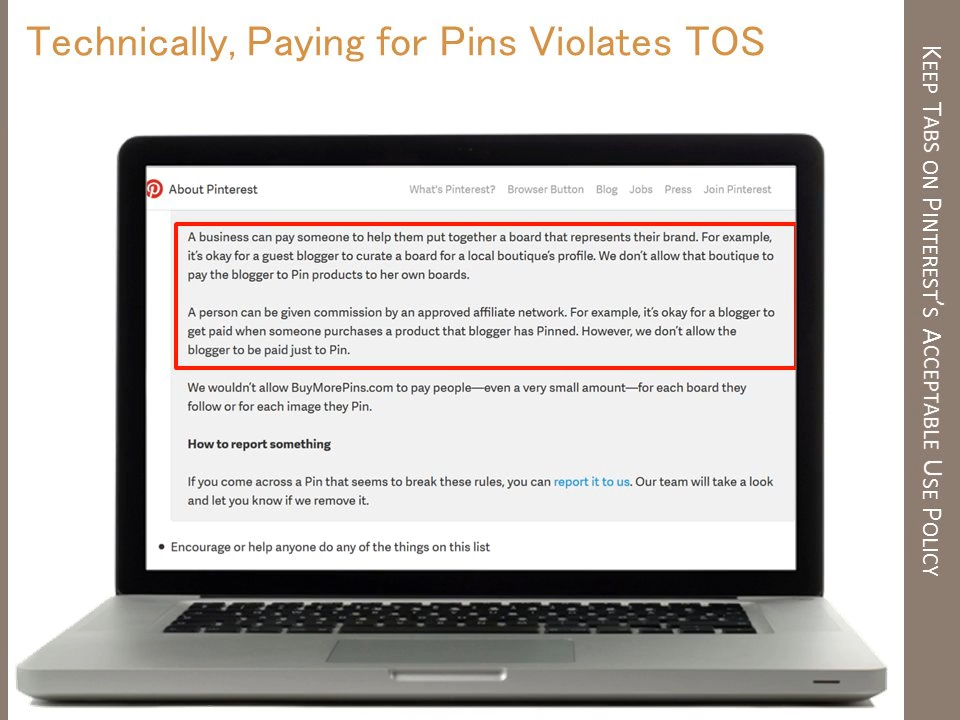 Technically, Paying for Pins Violates TOS
About Pinterest
What's Pinterest? Browser Button Blog Jobs Press Join Pinterest
A business can pay someone to help them put together a board that represents their brand. For example,
it's okay for a guest blogger to curate a board for a local boutique's profile. We don't allow that boutique to
pay the blogger to Pin products to her own boards.
A person can be given commission by an approved affiliate network. For example, it's okay for a blogger to
get paid when someone purchases a product that blogger has Pinned. However, we don't allow the
blogger to be paid just to Pin.
We wouldn't allow BuyMorePins.com to pay people—even a very small amount—for each board they
follow or for each image they Pin.
How to report something
If you come across a Pin that seems to break these rules, you can report it to us. Our team will take a look
and let you know if we remove it.
• Encourage or help anyone do any of the things on this list
KEEP TABS ON PINTEREST'S ACCEPTABLE USE POLICY